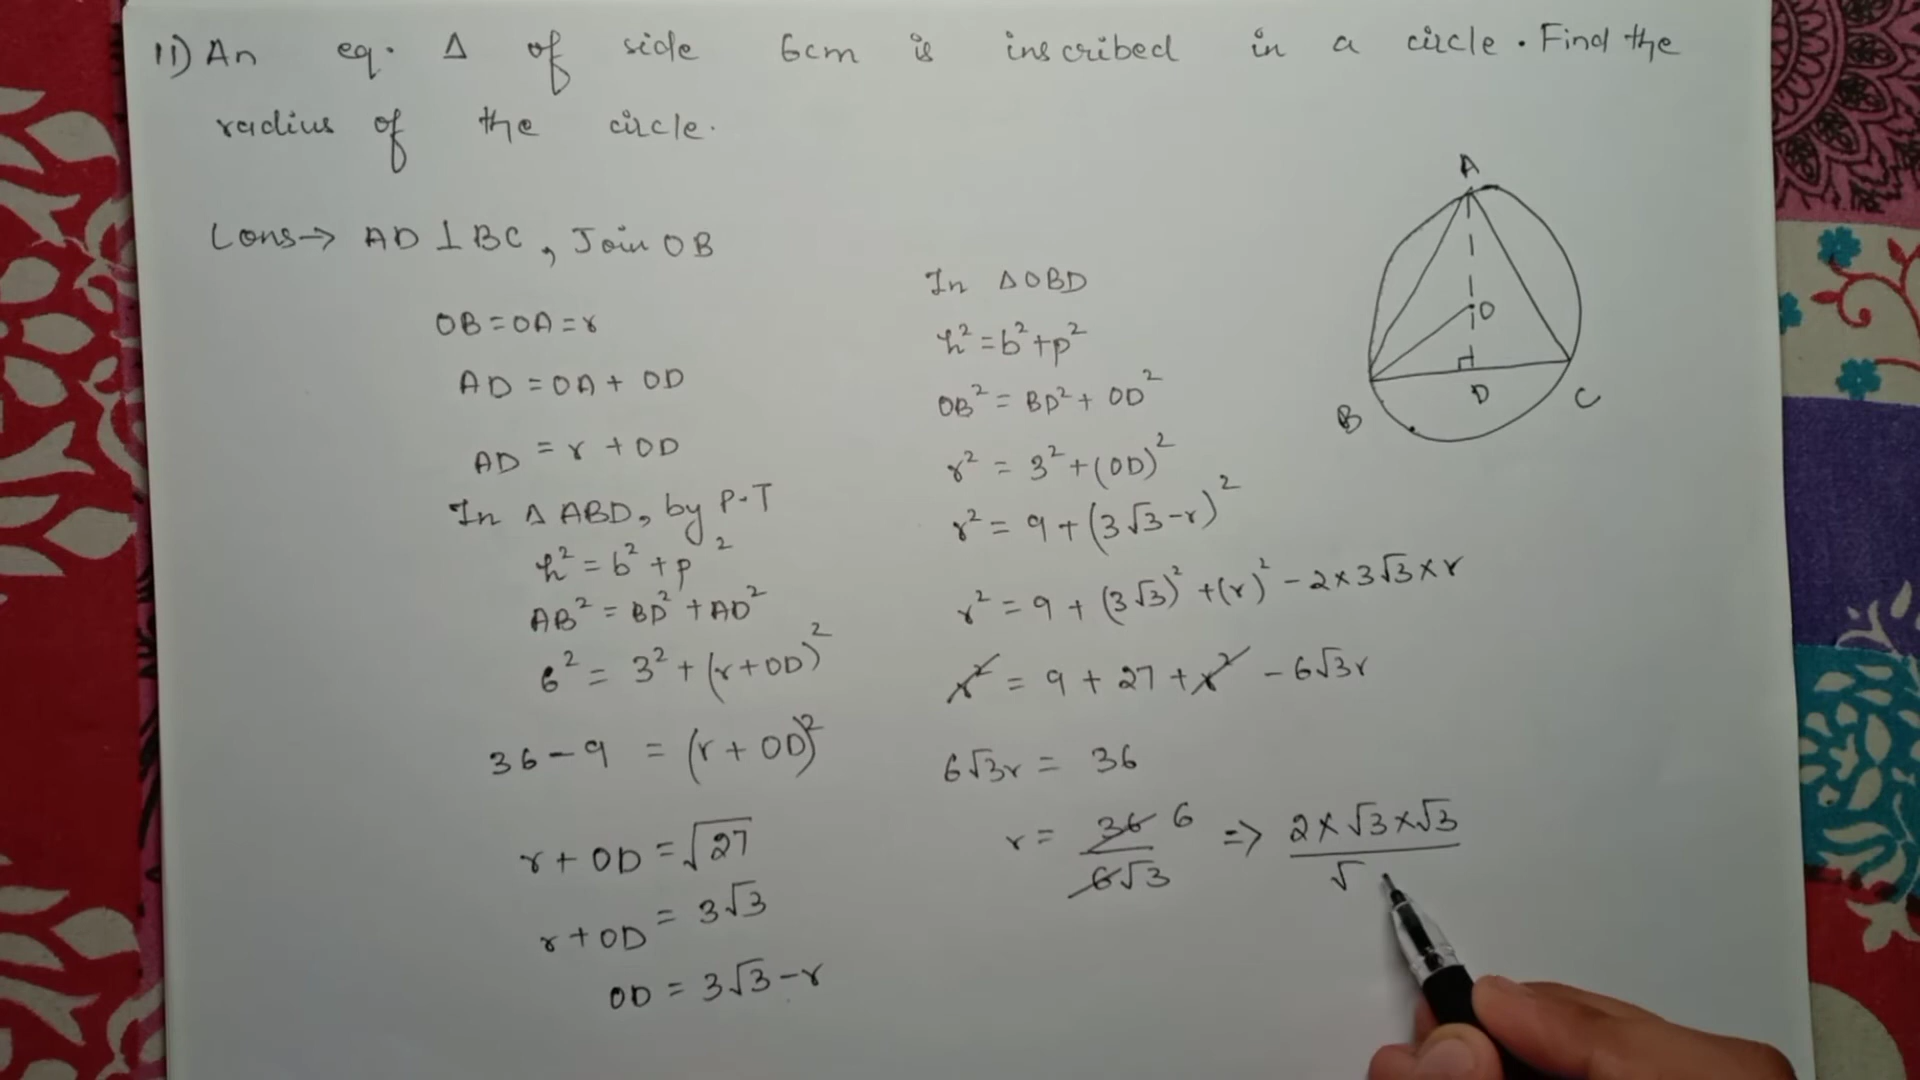 11) An eq. Δ of side 6cm is inscribed in a circle. Find the
radius of the circle.
Cons→ AD ⊥ BC, Join OB
OB = OA = r
AD = OA + OD
AD = r + OD
In Δ ABD, by P.T
h² = b² + p²
AB² = BD² + AD²
6² = 3² + (r + OD)²
36 - 9 = (r + OD)²
r + OD = √27
r + OD = 3√3
OD = 3√3 - r
In Δ OBD
h² = b² + p²
OB² = BD² + OD²
r² = 3² + (OD)²
r² = 9 + (3√3 - r)²
r² = 9 + (3√3)² + (r)² - 2×3√3×r
r² = 9 + 27 + r² - 6√3r
6√3r = 36
r = 36 6 / 6√3 => 2×√3×√3 / √
A
O
B
D
C